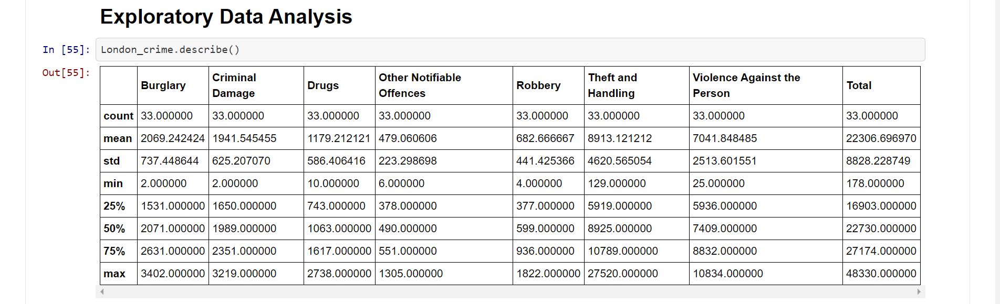 Exploratory Data Analysis
In [55]: London_crime.describe()
Out[55]:
Burglary Criminal Damage Drugs Other Notifiable Offences Robbery Theft and Handling Violence Against the Person Total
count 33.000000 33.000000 33.000000 33.000000 33.000000 33.000000 33.000000 33.000000
mean 2069.242424 1941.545455 1179.212121 479.060606 682.666667 8913.121212 7041.848485 22306.696970
std 737.448644 625.207070 586.406416 223.298698 441.425366 4620.565054 2513.601551 8828.228749
min 2.000000 2.000000 10.000000 6.000000 4.000000 129.000000 25.000000 178.000000
25% 1531.000000 1650.000000 743.000000 378.000000 377.000000 5919.000000 5936.000000 16903.000000
50% 2071.000000 1989.000000 1063.000000 490.000000 599.000000 8925.000000 7409.000000 22730.000000
75% 2631.000000 2351.000000 1617.000000 551.000000 936.000000 10789.000000 8832.000000 27174.000000
max 3402.000000 3219.000000 2738.000000 1305.000000 1822.000000 27520.000000 10834.000000 48330.000000